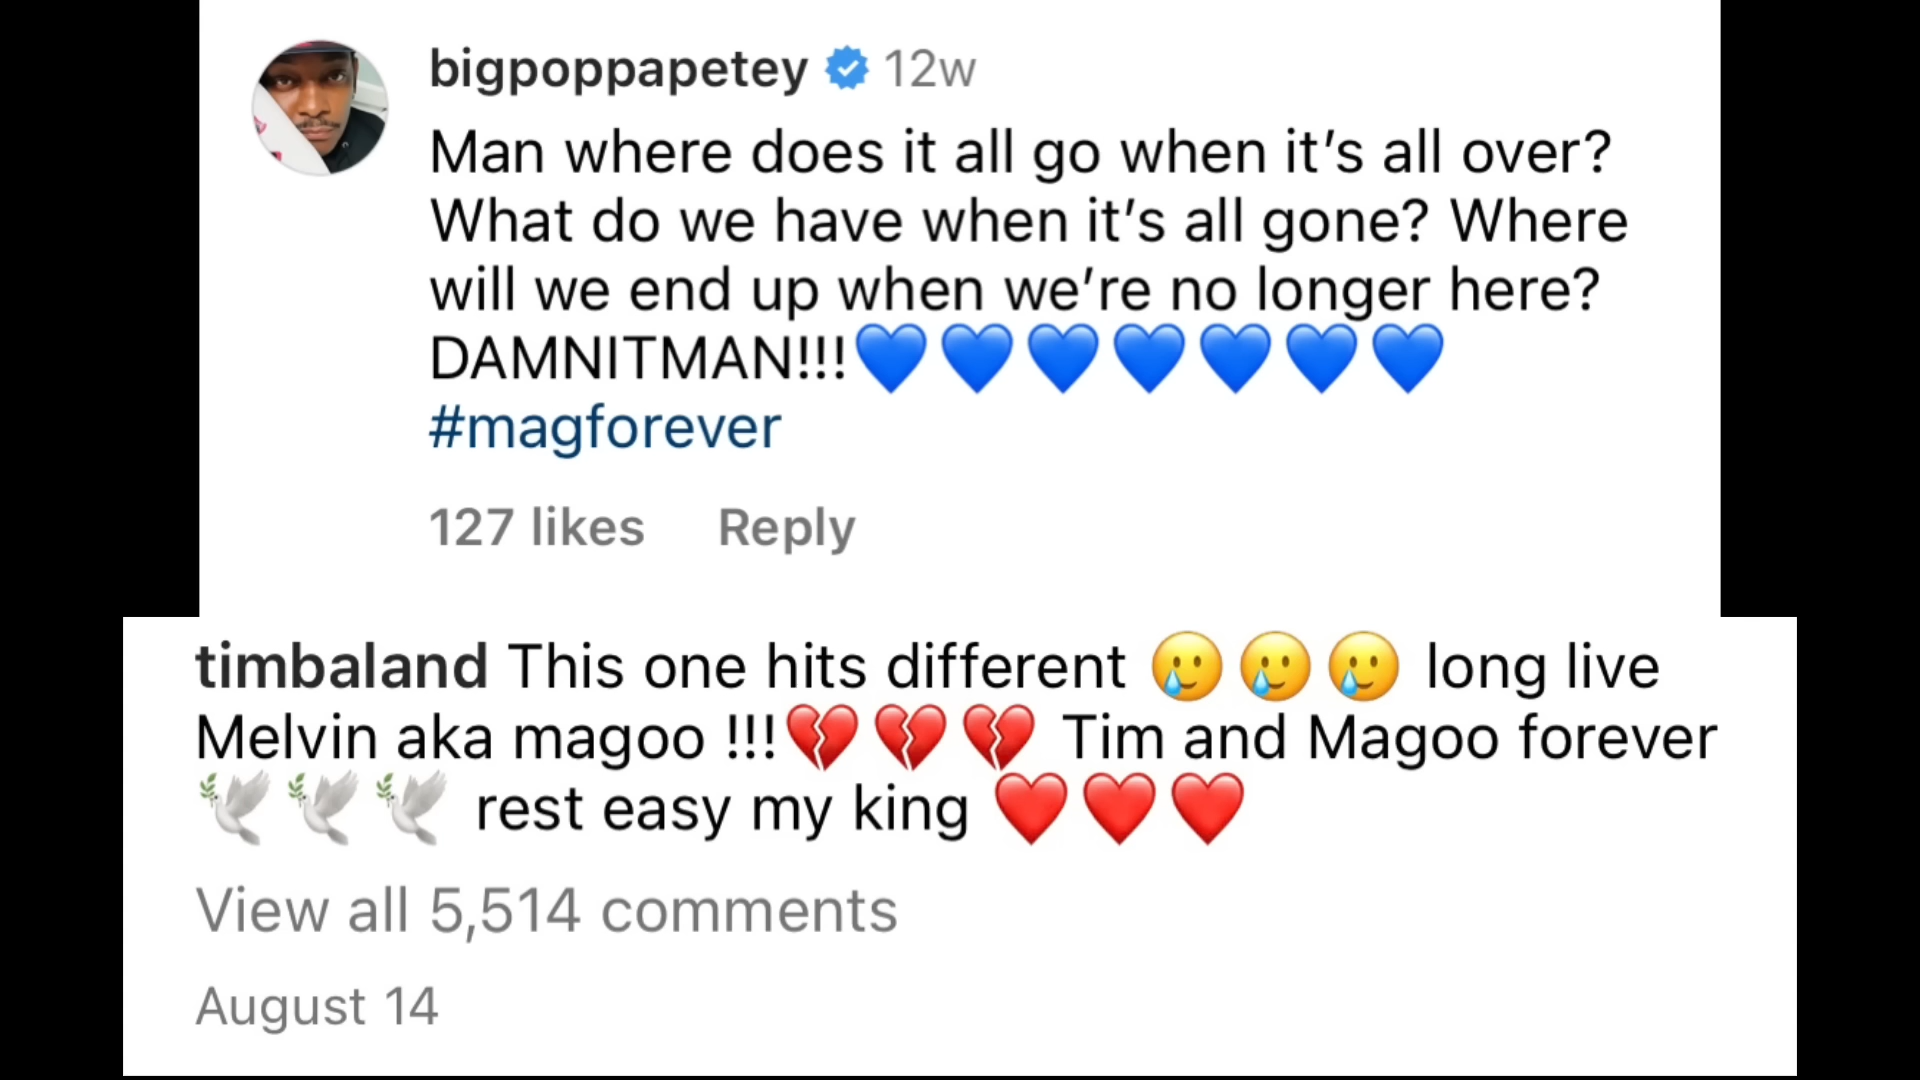 bigpoppapetey 12w
Man where does it all go when it’s all over?
What do we have when it’s all gone? Where
will we end up when we’re no longer here?
DAMNITMAN!!!💙💙💙💙💙💙💙
#magforever
127 likes Reply
timbaland This one hits different 🥲🥲🥲 long live
Melvin aka magoo !!!💔💔💔 Tim and Magoo forever
🕊️🕊️🕊️ rest easy my king ❤️❤️❤️
View all 5,514 comments
August 14